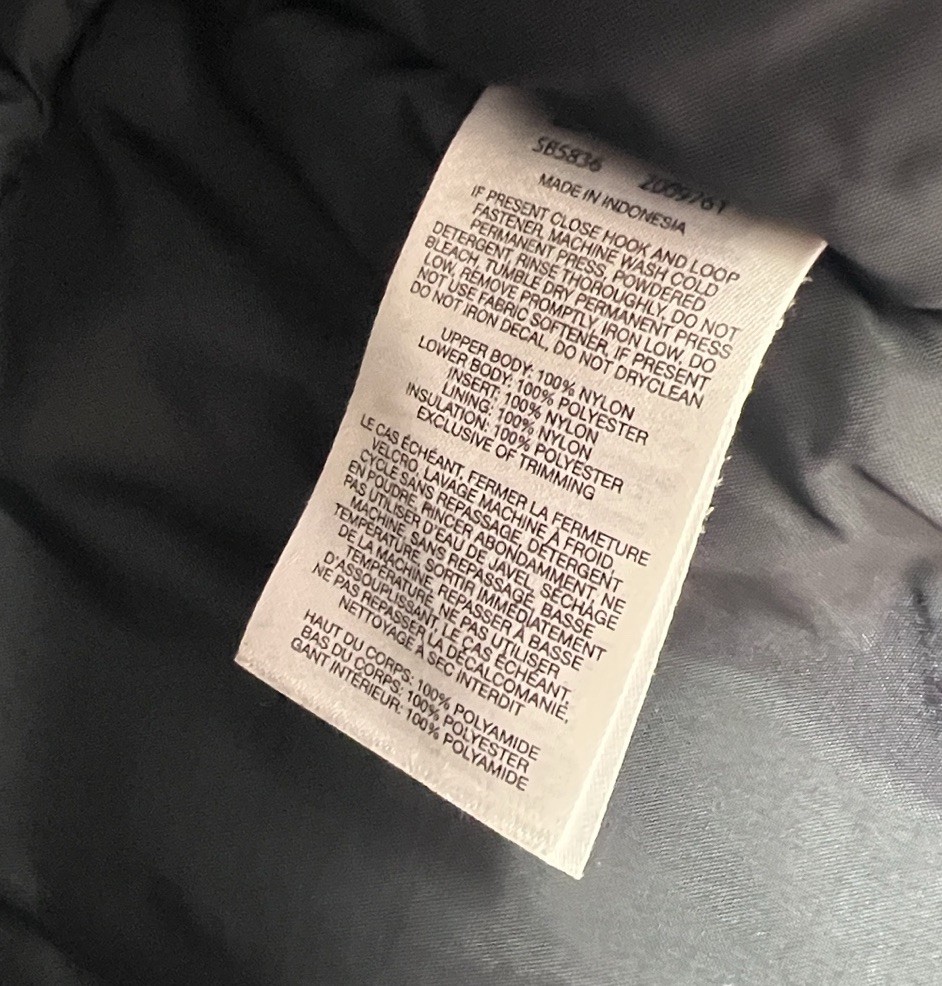 SB5836 2009761
MADE IN INDONESIA
IF PRESENT CLOSE HOOK AND LOOP
FASTENER, MACHINE WASH COLD
PERMANENT PRESS, POWDERED
DETERGENT, RINSE THOROUGHLY, DO NOT
BLEACH, TUMBLE DRY PERMANENT PRESS
LOW, REMOVE PROMPTLY, IRON LOW. DO
NOT USE FABRIC SOFTENER, IF PRESENT
DO NOT IRON DECAL, DO NOT DRYCLEAN
UPPER BODY: 100% NYLON
LOWER BODY: 100% POLYESTER
INSERT: 100% NYLON
LINING: 100% NYLON
INSULATION: 100% POLYESTER
EXCLUSIVE OF TRIMMING
LE CAS ÉCHÉANT, FERMER LA FERMETURE
VELCRO, LAVAGE MACHINE À FROID,
CYCLE SANS REPASSAGE, DÉTERGENT
EN POUDRE, RINCER ABONDAMMENT, NE
PAS UTILISER D'EAU DE JAVEL, SÉCHAGE
MACHINE, SANS REPASSAGE, BASSE
TEMPÉRATURE, SORTIR IMMÉDIATEMENT
DE LA MACHINE, REPASSER À BASSE
TEMPÉRATURE, NE PAS UTILISER
D'ASSOUPLISSANT, LE CAS ÉCHÉANT,
NE PAS REPASSER LA DÉCALCOMANIE,
NETTOYAGE À SEC INTERDIT
HAUT DU CORPS: 100% POLYAMIDE
BAS DU CORPS: 100% POLYESTER
GANT INTÉRIEUR: 100% POLYAMIDE